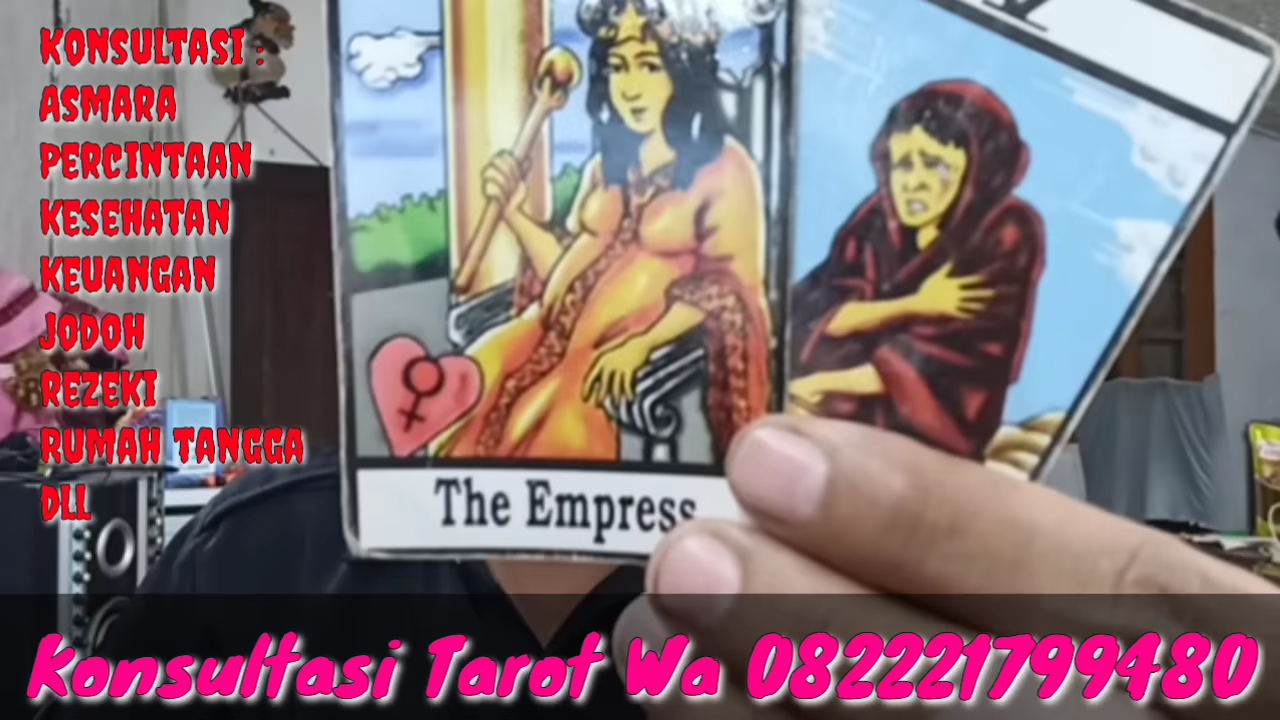 KONSULTASI :
ASMARA
PERCINTAAN
KESEHATAN
KEUANGAN
JODOH
REZEKI
RUMAH TANGGA
DLL
The Empress
Konsultasi Tarot Wa 082221799480